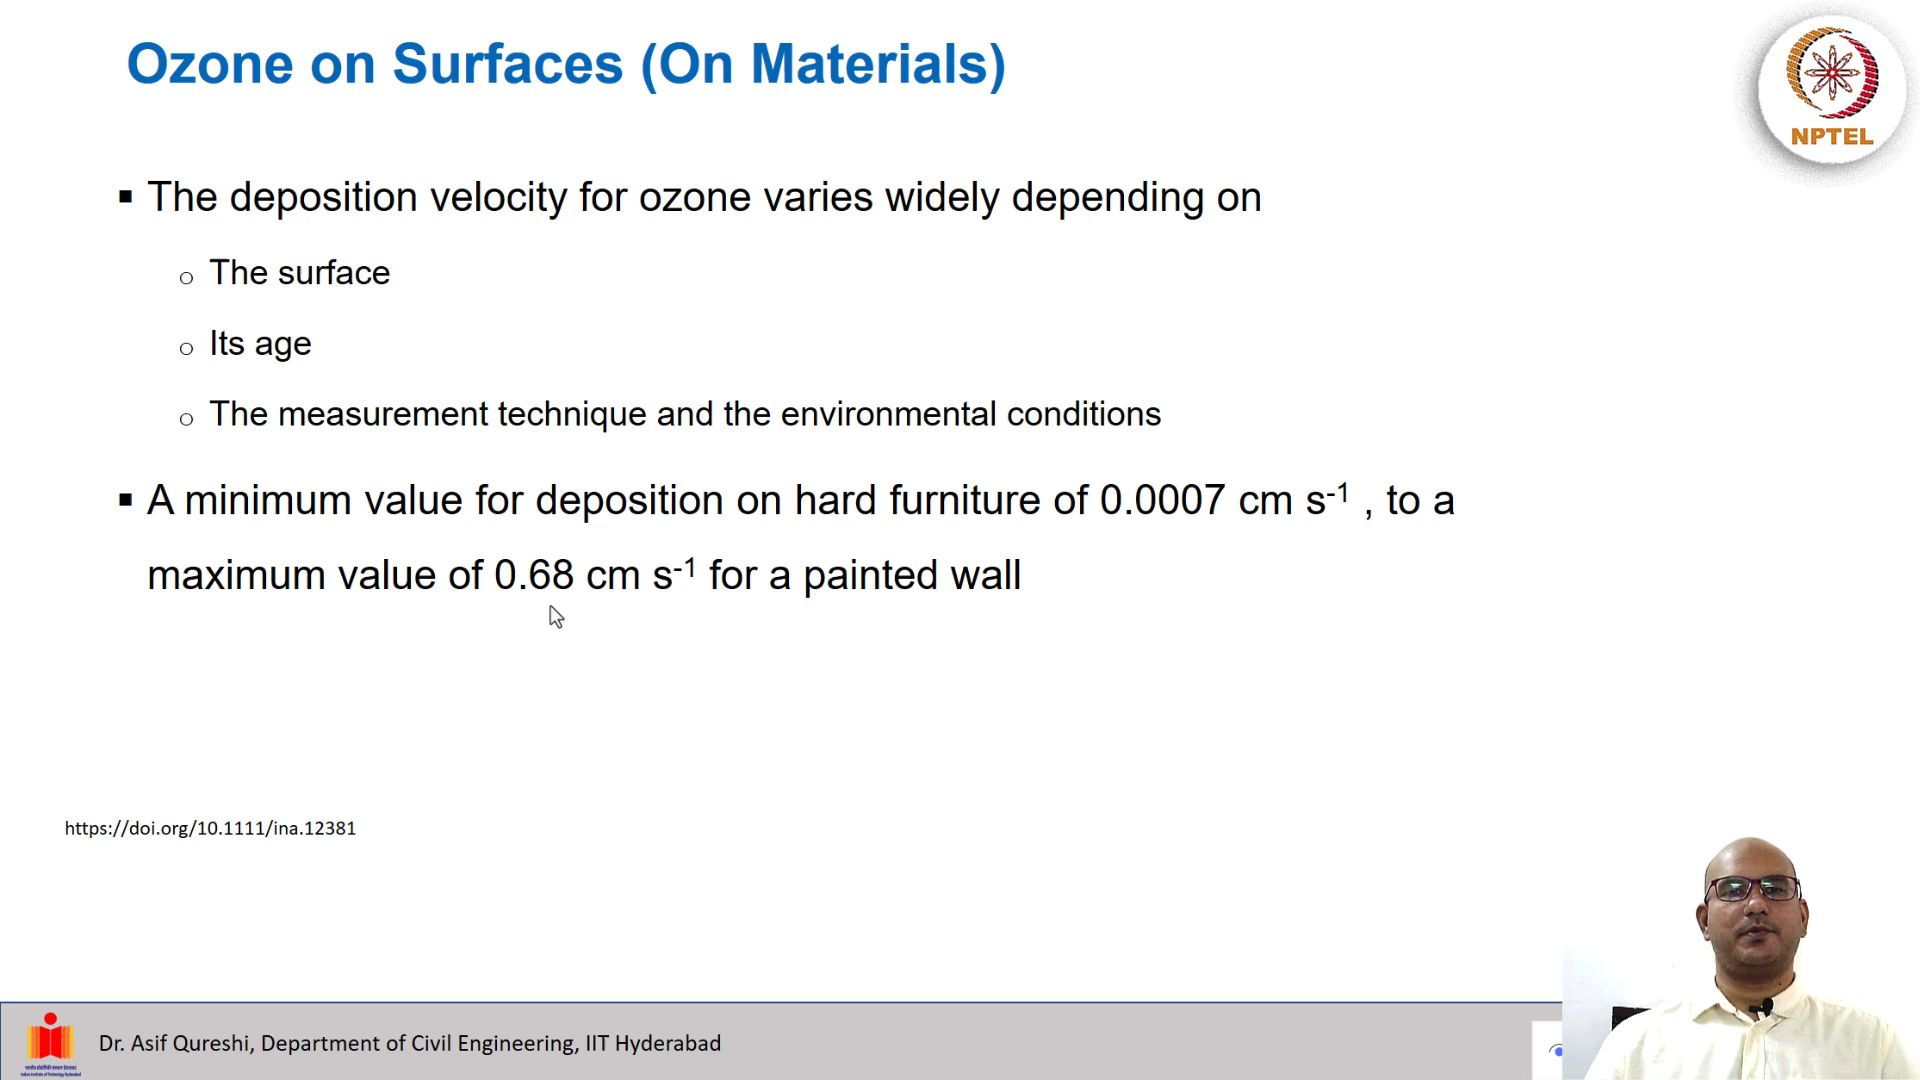 Ozone on Surfaces (On Materials)
NPTEL
▪ The deposition velocity for ozone varies widely depending on
o The surface
o Its age
o The measurement technique and the environmental conditions
▪ A minimum value for deposition on hard furniture of 0.0007 cm s-1 , to a
maximum value of 0.68 cm s-1 for a painted wall
https://doi.org/10.1111/ina.12381
Dr. Asif Qureshi, Department of Civil Engineering, IIT Hyderabad